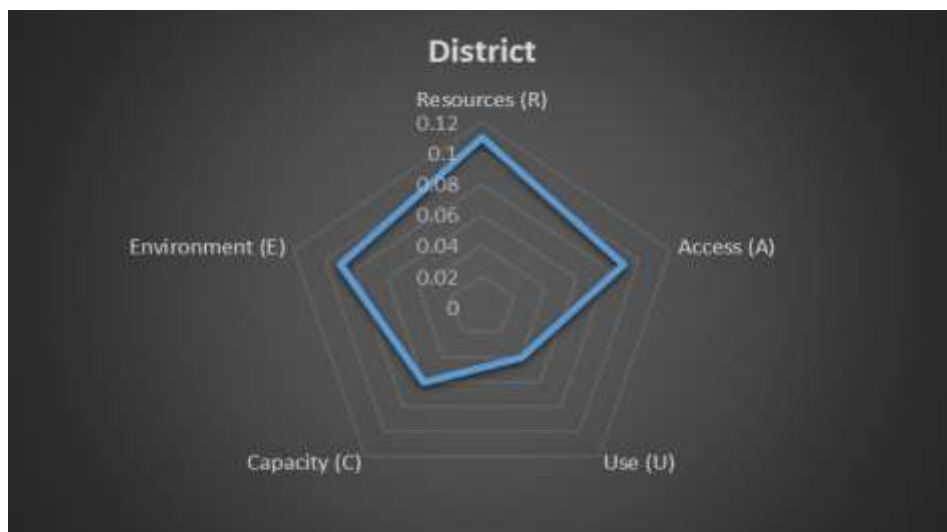 District
Resources (R)
0.12
0.1
0.08
0.06
0.04
0.02
0
Environment (E)
Access (A)
Capacity (C)
Use (U)